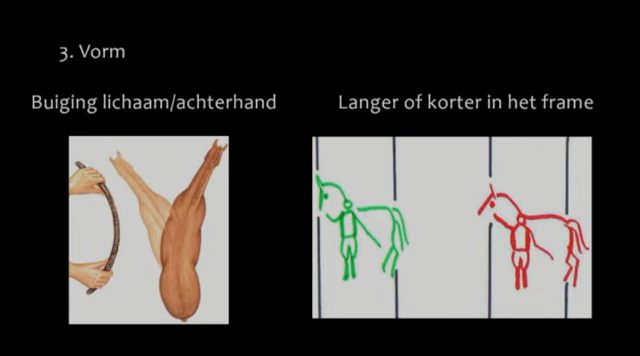 3. Vorm
Buiging lichaam/achterhand
Langer of korter in het frame